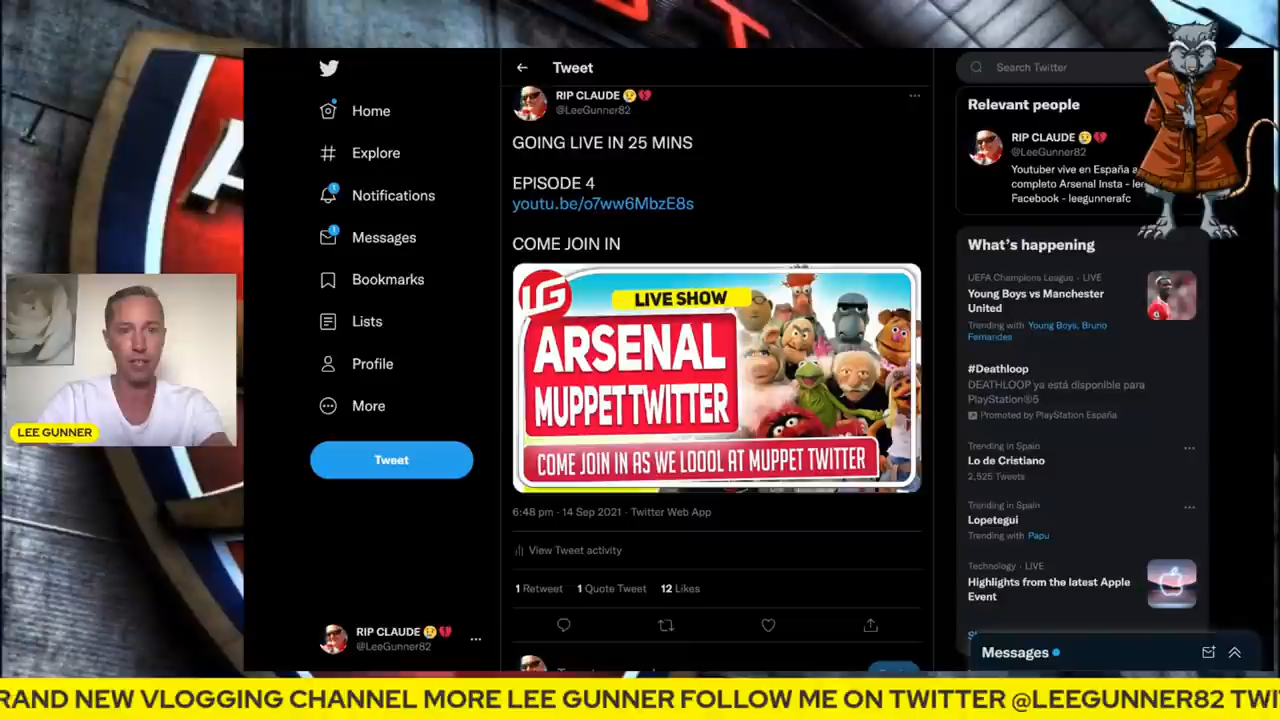 Home
Explore
Notifications
Messages
Bookmarks
Lists
Profile
More
Tweet
RIP CLAUDE 😢💔
@LeeGunner82
LEE GUNNER
Tweet
RIP CLAUDE 😢💔
@LeeGunner82
GOING LIVE IN 25 MINS
EPISODE 4
youtu.be/o7ww6MbzE8s
COME JOIN IN
LG
LIVE SHOW
ARSENAL
MUPPET TWITTER
COME JOIN IN AS WE LOOOL AT MUPPET TWITTER
6:48 pm · 14 Sep 2021 · Twitter Web App
View Tweet activity
1 Retweet 1 Quote Tweet 12 Likes
Search Twitter
Relevant people
RIP CLAUDE 😢💔
@LeeGunner82
Youtuber vive en España
completo Arsenal Insta -
Facebook - leegunnerafc
What's happening
UEFA Champions League · LIVE
Young Boys vs Manchester
United
Trending with Young Boys, Bruno
Fernandes
#Deathloop
DEATHLOOP ya está disponible para
PlayStation®5
Promoted by PlayStation España
Trending in Spain
Lo de Cristiano
2,525 Tweets
Trending in Spain
Lopetegui
Trending with Papu
Technology · LIVE
Highlights from the latest Apple
Event
Messages
RAND NEW VLOGGING CHANNEL MORE LEE GUNNER FOLLOW ME ON TWITTER @LEEGUNNER82 TWI